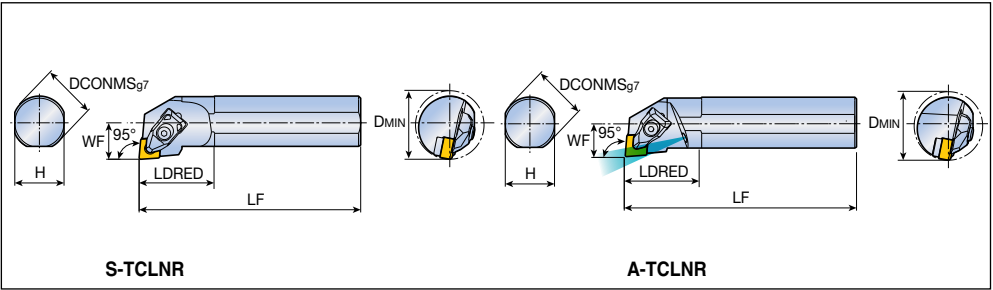 DCONMSg7
H
WF
95°
LDRED
LF
DMIN
S-TCLNR
DCONMSg7
H
WF
95°
LDRED
LF
DMIN
A-TCLNR